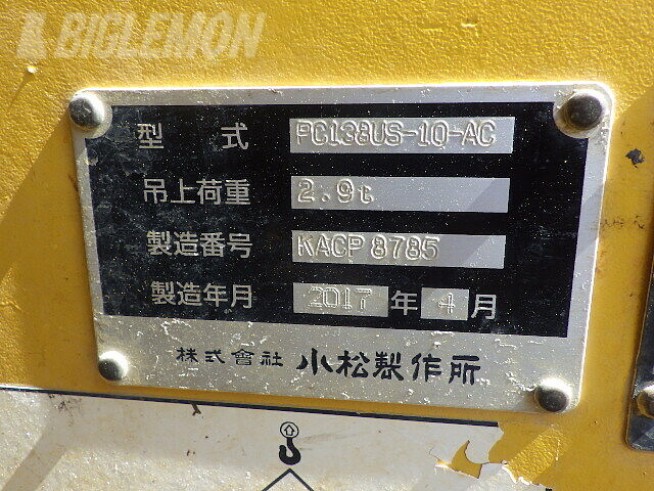 BIGLEMON
型 式 PC138US-10-AC
吊上荷重 2.9t
製造番号 KACP 8785
製造年月 2017 年 4 月
株式會社 小松製作所